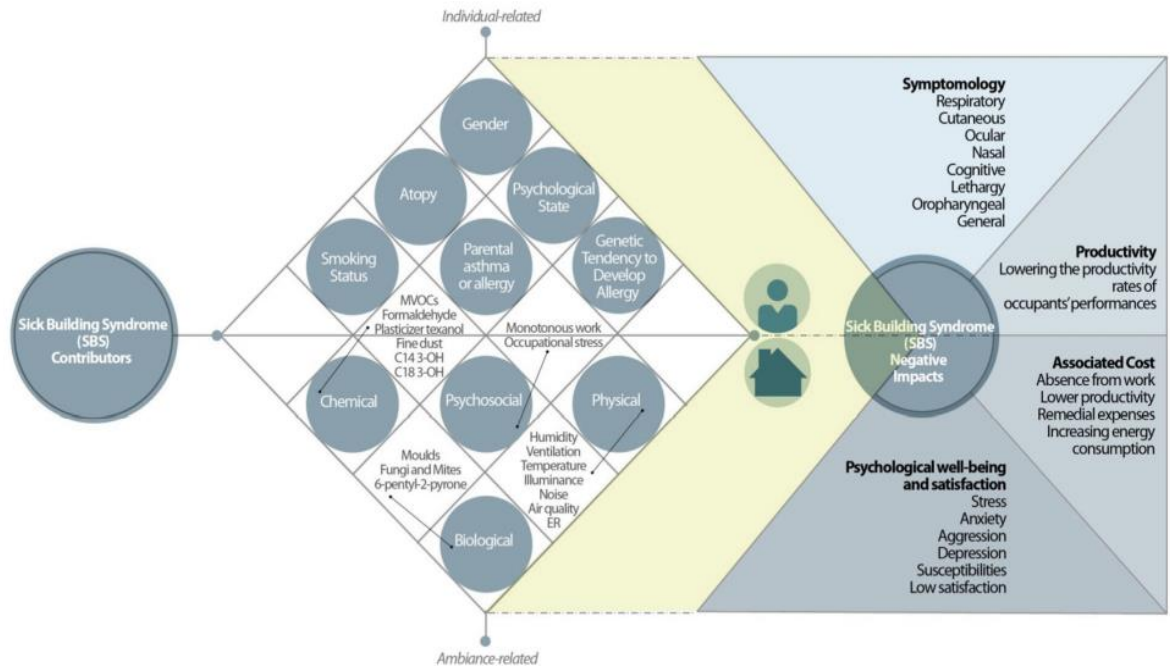 Individual-related
Gender
Atopy
Psychological
State
Smoking
Status
Parental
asthma
or allergy
Genetic
Tendency to
Develop
Allergy
MVOCs
Formaldehyde
Plasticizer texanol
Fine dust
C14 3-OH
C18 3-OH
Monotonous work
Occupational stress
Sick Building Syndrome
(SBS)
Contributors
Chemical
Psychosocial
Physical
Moulds
Fungi and Mites
6-pentyl-2-pyrone
Humidity
Ventilation
Temperature
Illuminance
Noise
Air quality
ER
Biological
Ambiance-related
Symptomology
Respiratory
Cutaneous
Ocular
Nasal
Cognitive
Lethargy
Oropharyngeal
General
Productivity
Lowering the productivity
rates of
occupants' performances
Sick Building Syndrome
(SBS)
Negative
Impacts
Associated Cost
Absence from work
Lower productivity
Remedial expenses
Increasing energy
consumption
Psychological well-being
and satisfaction
Stress
Anxiety
Aggression
Depression
Susceptibilities
Low satisfaction